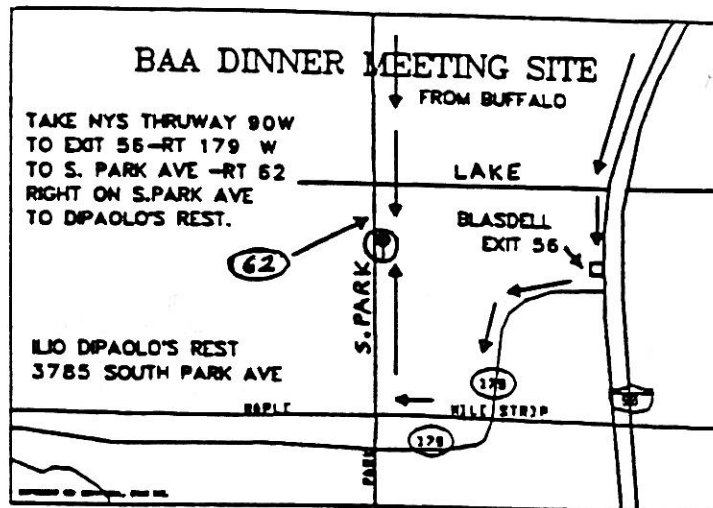 BAA DINNER MEETING SITE
FROM BUFFALO
TAKE NYS THRUWAY 90W
TO EXIT 56-RT 179 W
TO S. PARK AVE -RT 62
RIGHT ON S.PARK AVE
TO DIPAOLO'S REST.
LAKE
BLASDELL
EXIT 56
62
S. PARK
ILIO DIPAOLO'S REST
3785 SOUTH PARK AVE
179
MAPLE
MILE STRIP
179
PARK